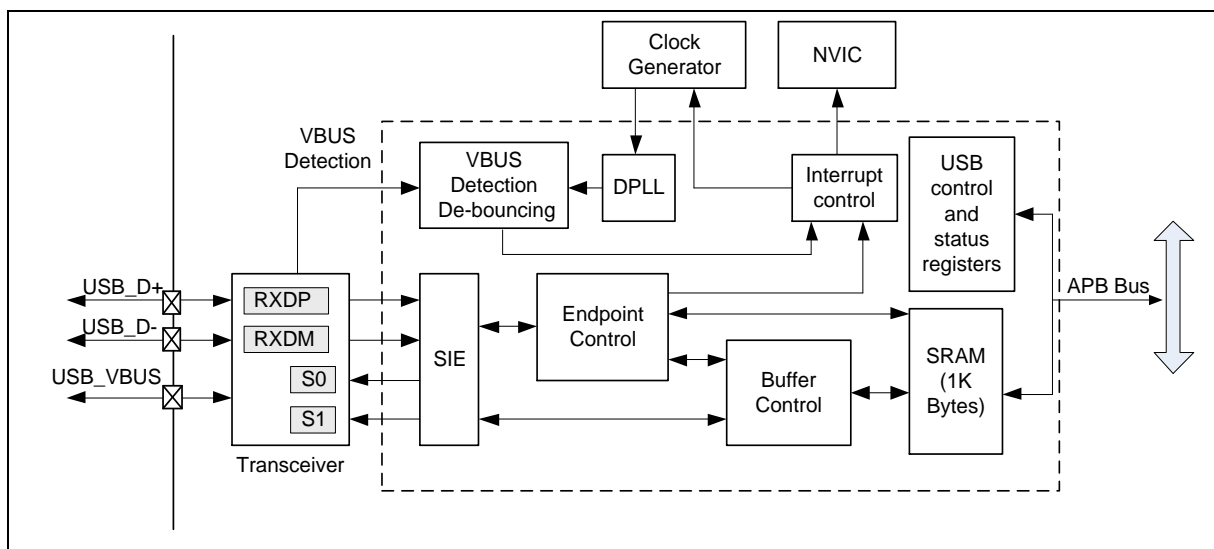 Clock
Generator
NVIC
VBUS
Detection
VBUS
Detection
De-bouncing
DPLL
Interrupt
control
USB
control
and
status
registers
USB_D+
USB_D-
USB_VBUS
RXDP
RXDM
S0
S1
Transceiver
SIE
Endpoint
Control
Buffer
Control
SRAM
(1K
Bytes)
APB Bus